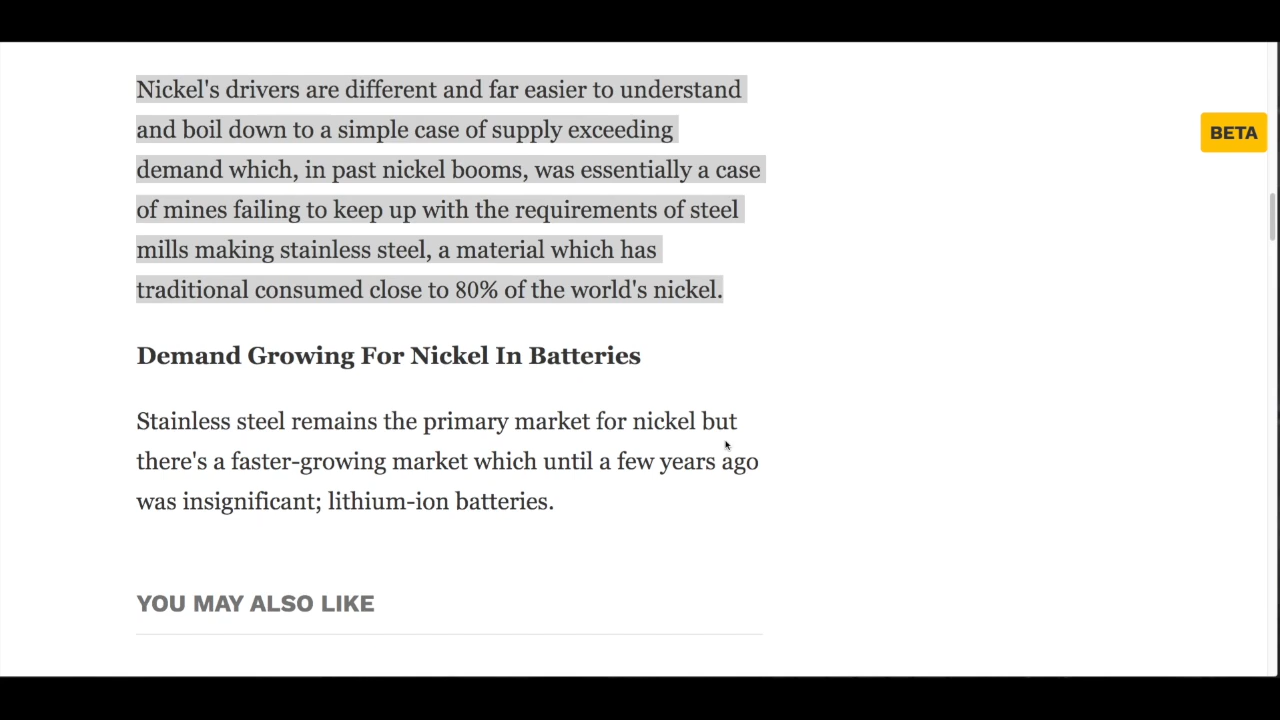 Nickel's drivers are different and far easier to understand
and boil down to a simple case of supply exceeding
demand which, in past nickel booms, was essentially a case
of mines failing to keep up with the requirements of steel
mills making stainless steel, a material which has
traditional consumed close to 80% of the world's nickel.
BETA
Demand Growing For Nickel In Batteries
Stainless steel remains the primary market for nickel but
there's a faster-growing market which until a few years ago
was insignificant; lithium-ion batteries.
YOU MAY ALSO LIKE